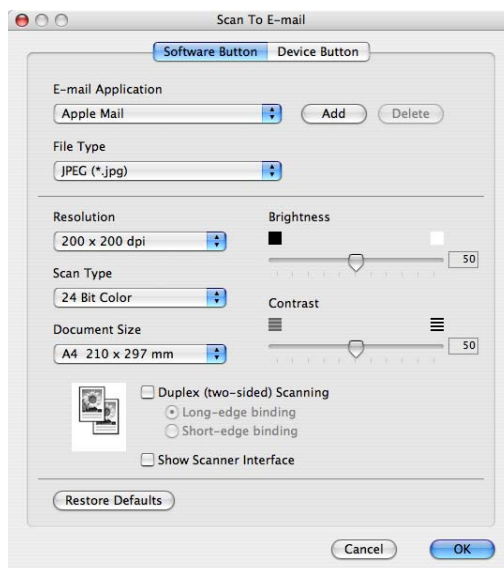 Scan To E-mail
Software Button Device Button
E-mail Application
Apple Mail Add Delete
File Type
JPEG (*.jpg)
Resolution Brightness
200 x 200 dpi 50
Scan Type
24 Bit Color Contrast
Document Size
A4 210 x 297 mm 50
Duplex (two-sided) Scanning
Long-edge binding
Short-edge binding
Show Scanner Interface
Restore Defaults
Cancel OK